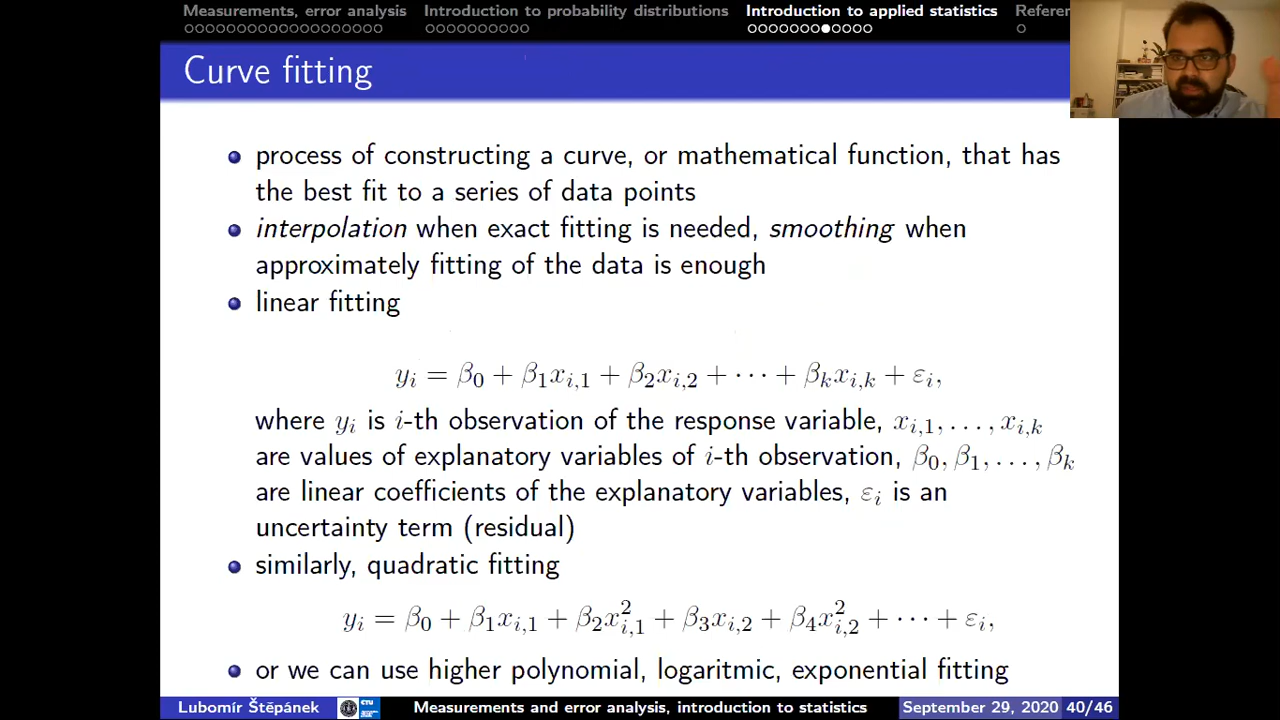 Measurements, error analysis Introduction to probability distributions Introduction to applied statistics Refer
Curve fitting
process of constructing a curve, or mathematical function, that has
the best fit to a series of data points
interpolation when exact fitting is needed, smoothing when
approximately fitting of the data is enough
linear fitting
yᵢ = β₀ + β₁xᵢ,₁ + β₂xᵢ,₂ + ⋯ + βₖxᵢ,ₖ + εᵢ,
where yᵢ is i-th observation of the response variable, xᵢ,₁, . . . , xᵢ,ₖ
are values of explanatory variables of i-th observation, β₀, β₁, . . . , βₖ
are linear coefficients of the explanatory variables, εᵢ is an
uncertainty term (residual)
similarly, quadratic fitting
yᵢ = β₀ + β₁xᵢ,₁ + β₂x²ᵢ,₁ + β₃xᵢ,₂ + β₄x²ᵢ,₂ + ⋯ + εᵢ,
or we can use higher polynomial, logaritmic, exponential fitting
Lubomír Štěpánek CTU Measurements and error analysis, introduction to statistics September 29, 2020 40/46